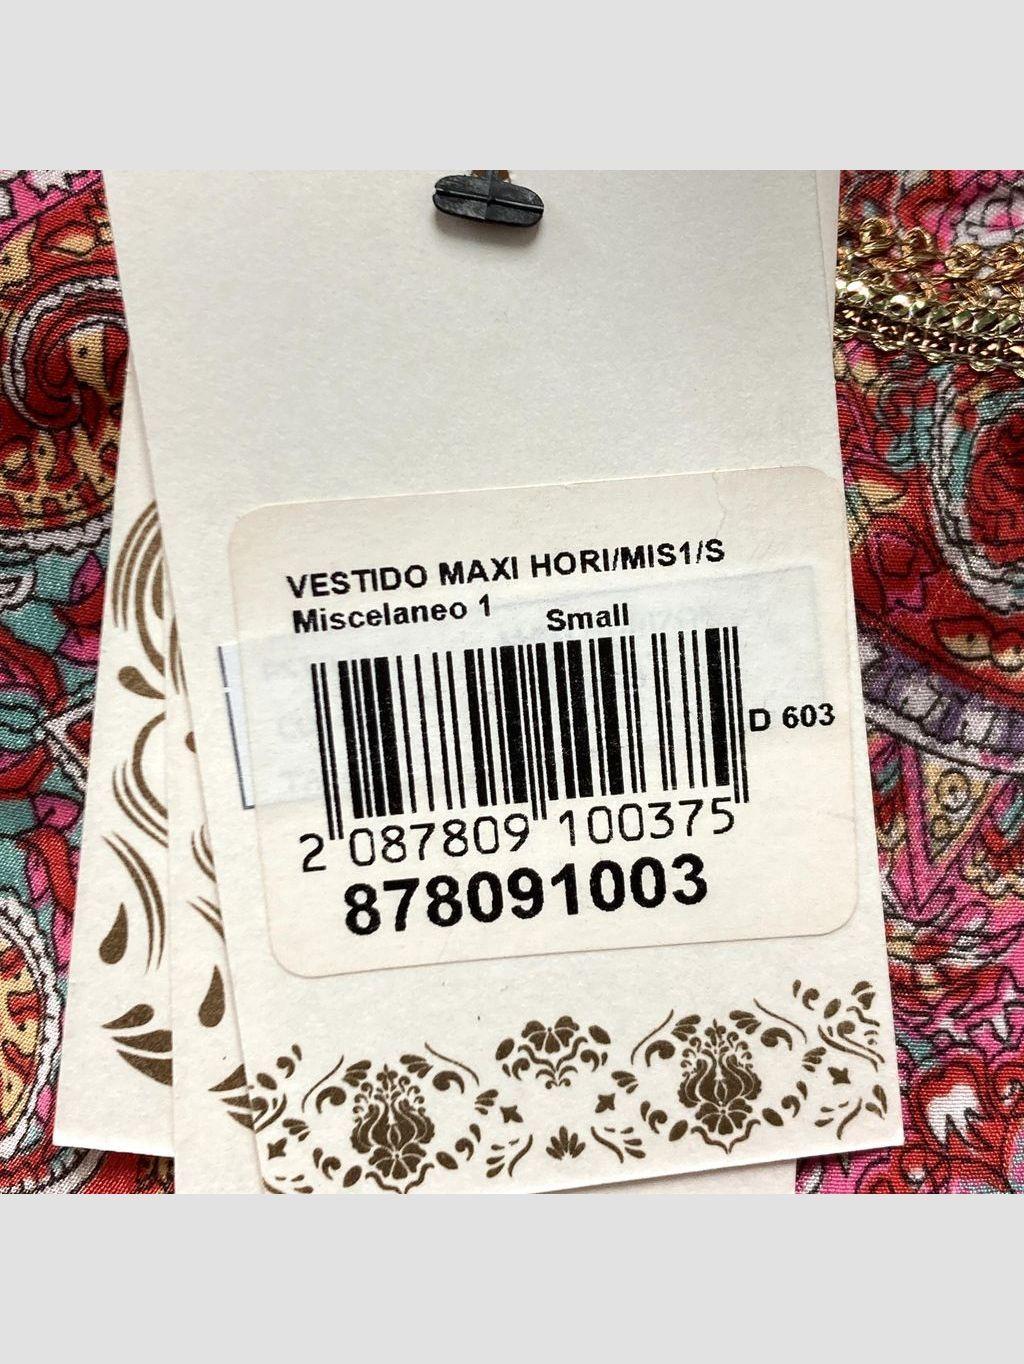 VESTIDO MAXI HORI/MIS1/S
Miscelaneo 1 Small
D 603
2 087809 100375
878091003